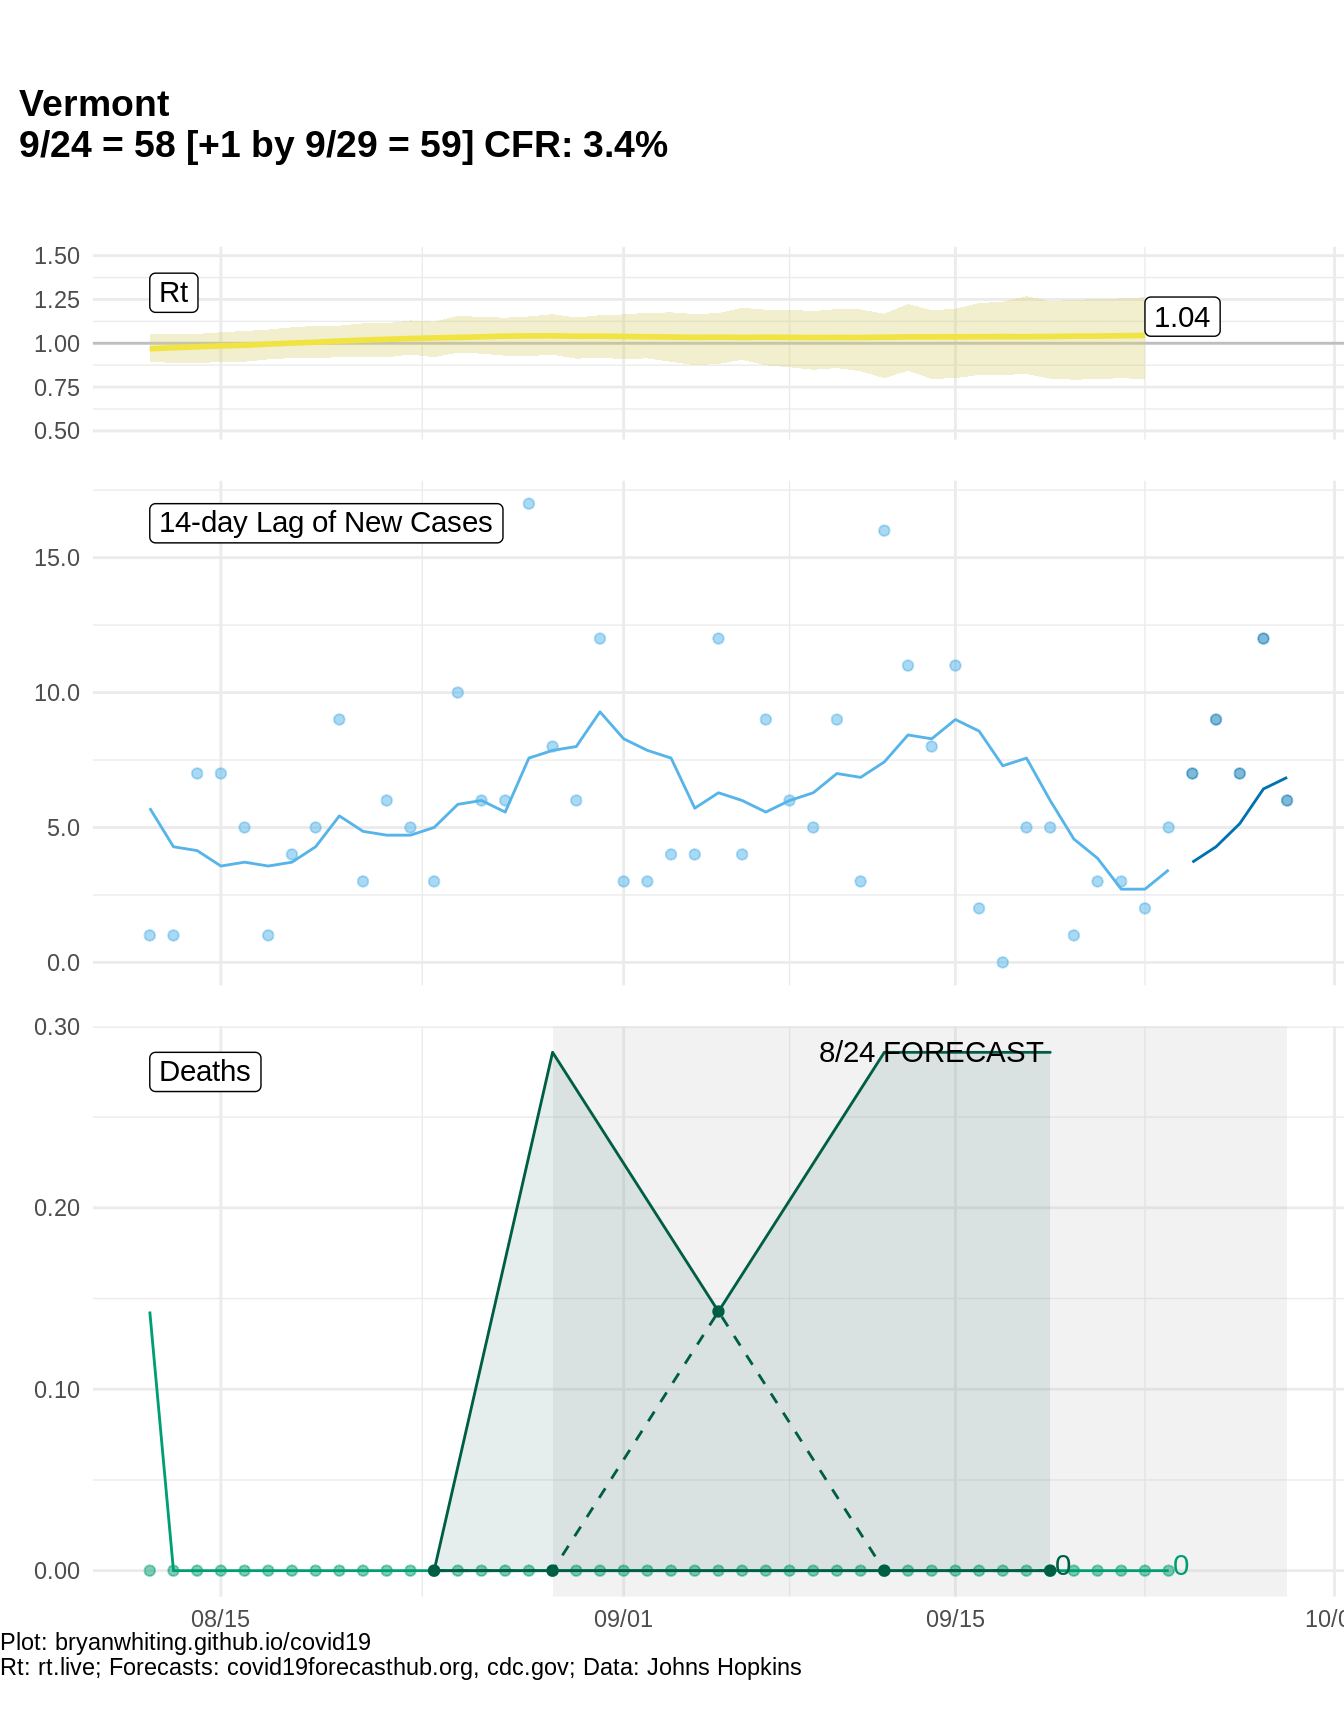 Vermont
9/24 = 58 [+1 by 9/29 = 59] CFR: 3.4%
1.50
Rt
1.25
1.04
1.00
0.75
0.50
14-day Lag of New Cases
15.0
10.0
5.0
0.0
0.30
8/24 FORECAST
Deaths
0.20
0.10
0.00
0
0
08/15 09/01 09/15 10/0
Plot: bryanwhiting.github.io/covid19
Rt: rt.live; Forecasts: covid19forecasthub.org, cdc.gov; Data: Johns Hopkins